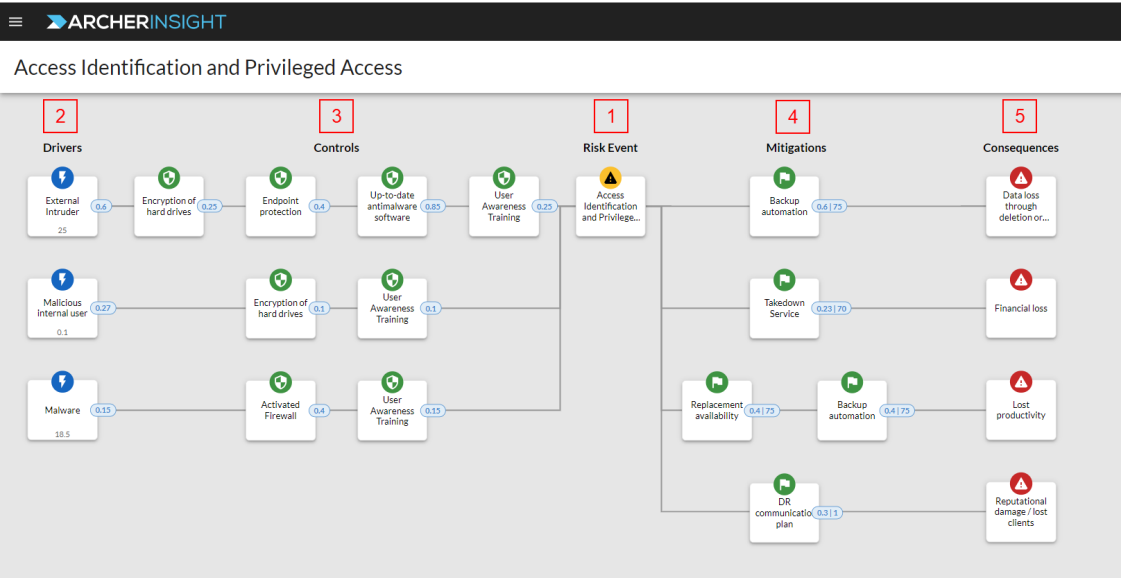 ARCHERINSIGHT
Access Identification and Privileged Access
2
3
1
4
5
Drivers
Controls
Risk Event
Mitigations
Consequences
External
Intruder
25
0.6
Encryption of
hard drives
0.25
Endpoint
protection
0.4
Up-to-date
antimalware
software
0.85
User
Awareness
Training
0.25
Access
Identification
and Privilege...
Backup
automation
0.6|75
Data loss
through
deletion or...
Malicious
internal user
0.1
0.27
Encryption of
hard drives
0.1
User
Awareness
Training
0.1
Takedown
Service
0.23|70
Financial loss
Malware
18.5
0.15
Activated
Firewall
0.4
User
Awareness
Training
0.15
Replacement
availability
0.4|75
Backup
automation
0.4|75
Lost
productivity
DR
communicatio
plan
0.3|1
Reputational
damage / lost
clients